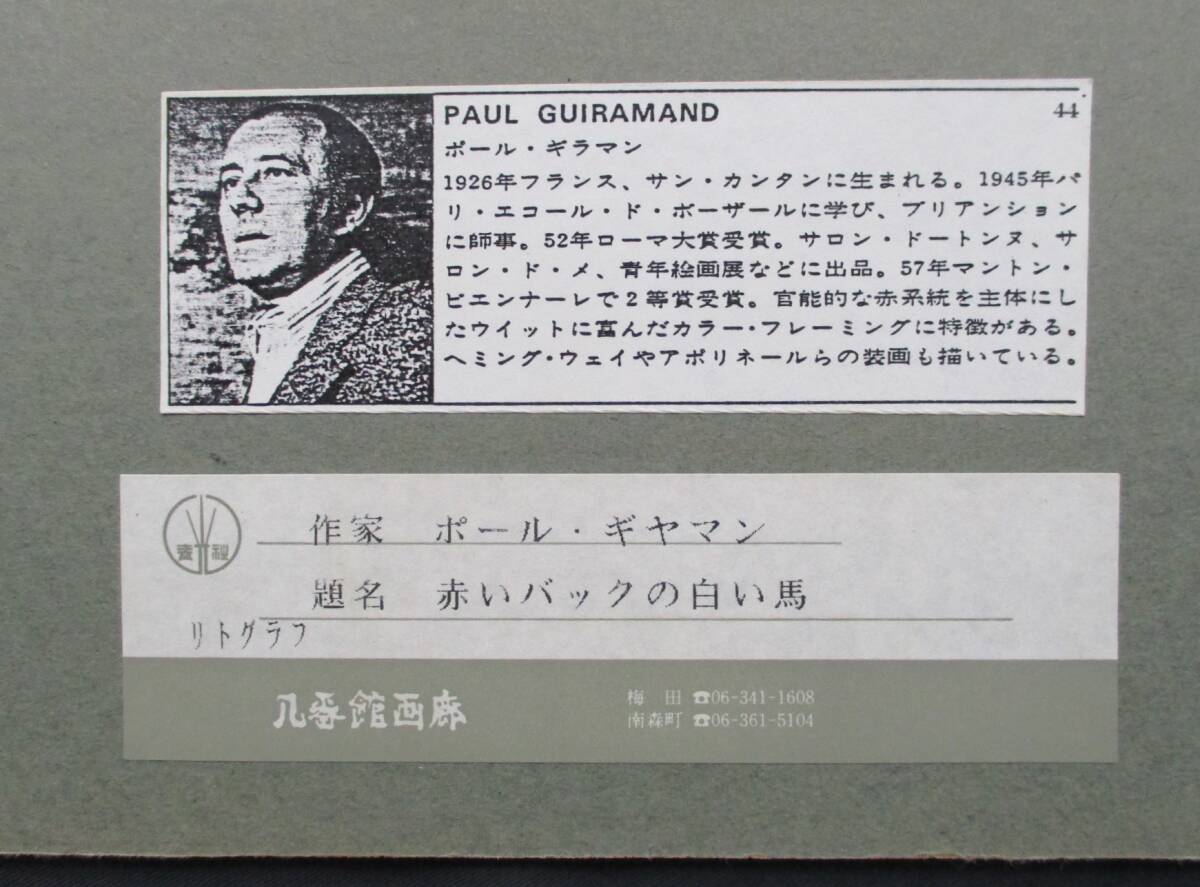 PAUL GUIRAMAND 44
ポール・ギラマン
1926年フランス、サン・カンタンに生まれる。1945年パ
リ・エコール・ド・ボーザールに学び、ブリアンション
に師事。52年ローマ大賞受賞。サロン・ドートンヌ、サ
ロン・ド・メ、青年絵画展などに出品。57年マントン・
ビエンナーレで2等賞受賞。官能的な赤系統を主体にし
たウイットに富んだカラー・フレーミングに特徴がある。
ヘミング・ウェイやアポリネールらの装画も描いている。
作家 ポール・ギヤマン
題名 赤いバックの白い馬
リトグラフ
八番館画廊
梅田 ☎06-341-1608
南森町 ☎06-361-5104